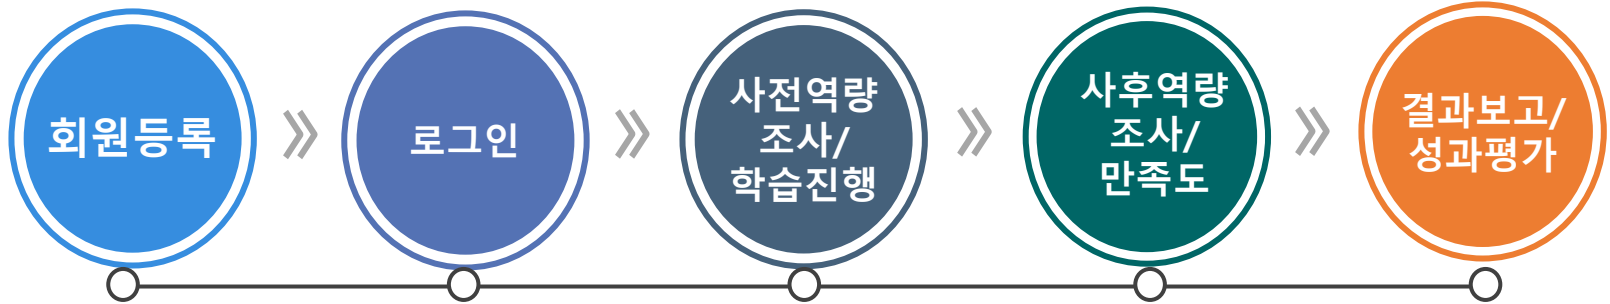 회원등록
로그인
사전역량
조사/
학습진행
사후역량
조사/
만족도
결과보고/
성과평가